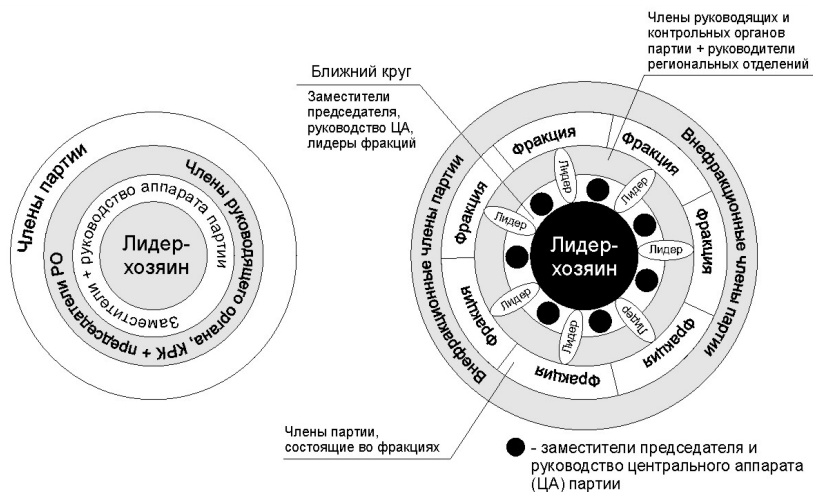 Члены партии
Члены руководящего органа, КРК + председатели РО
Заместители + руководство аппарата партии
Лидер-
хозяин
Ближний круг
Заместители
председателя,
руководство ЦА,
лидеры фракций
Члены руководящих и
контрольных органов
партии + руководители
региональных отделений
Внефракционные члены партии
Внефракционные члены партии
Фракция
Фракция
Фракция
Фракция
Фракция
Фракция
Фракция
Лидер
Лидер
Лидер
Лидер
Лидер
Лидер
Лидер
Лидер-
хозяин
Члены партии,
состоящие во фракциях
- заместители председателя и
руководство центрального аппарата
(ЦА) партии